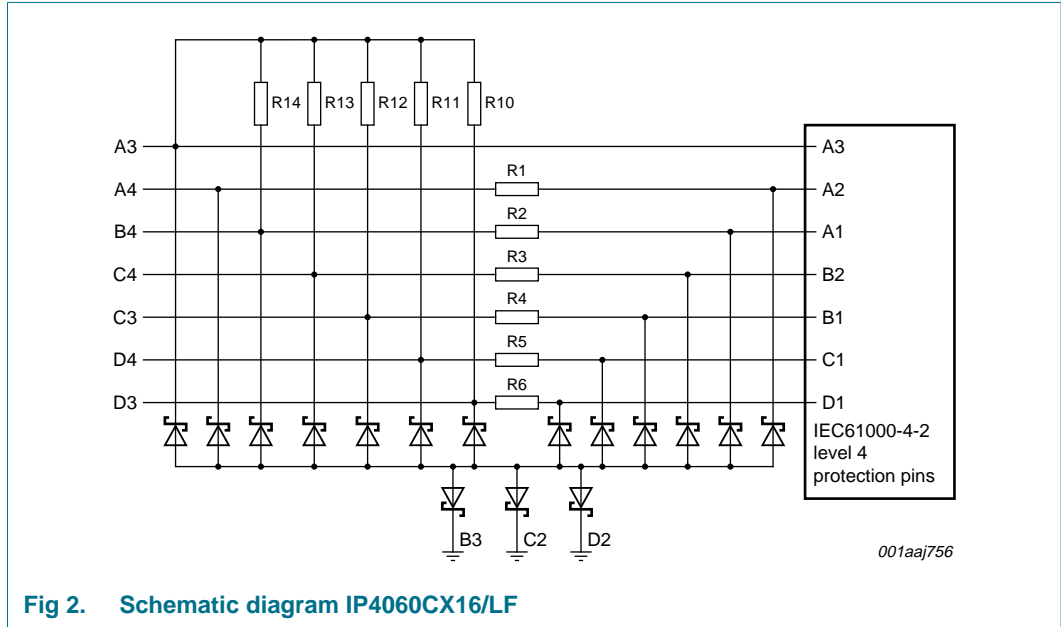 R14 R13 R12 R11 R10
A3 A3
R1
A4 A2
R2
B4 A1
R3
C4 B2
R4
C3 B1
R5
D4 C1
R6
D3 D1
IEC61000-4-2
level 4
protection pins
B3 C2 D2
001aaj756
Fig 2. Schematic diagram IP4060CX16/LF